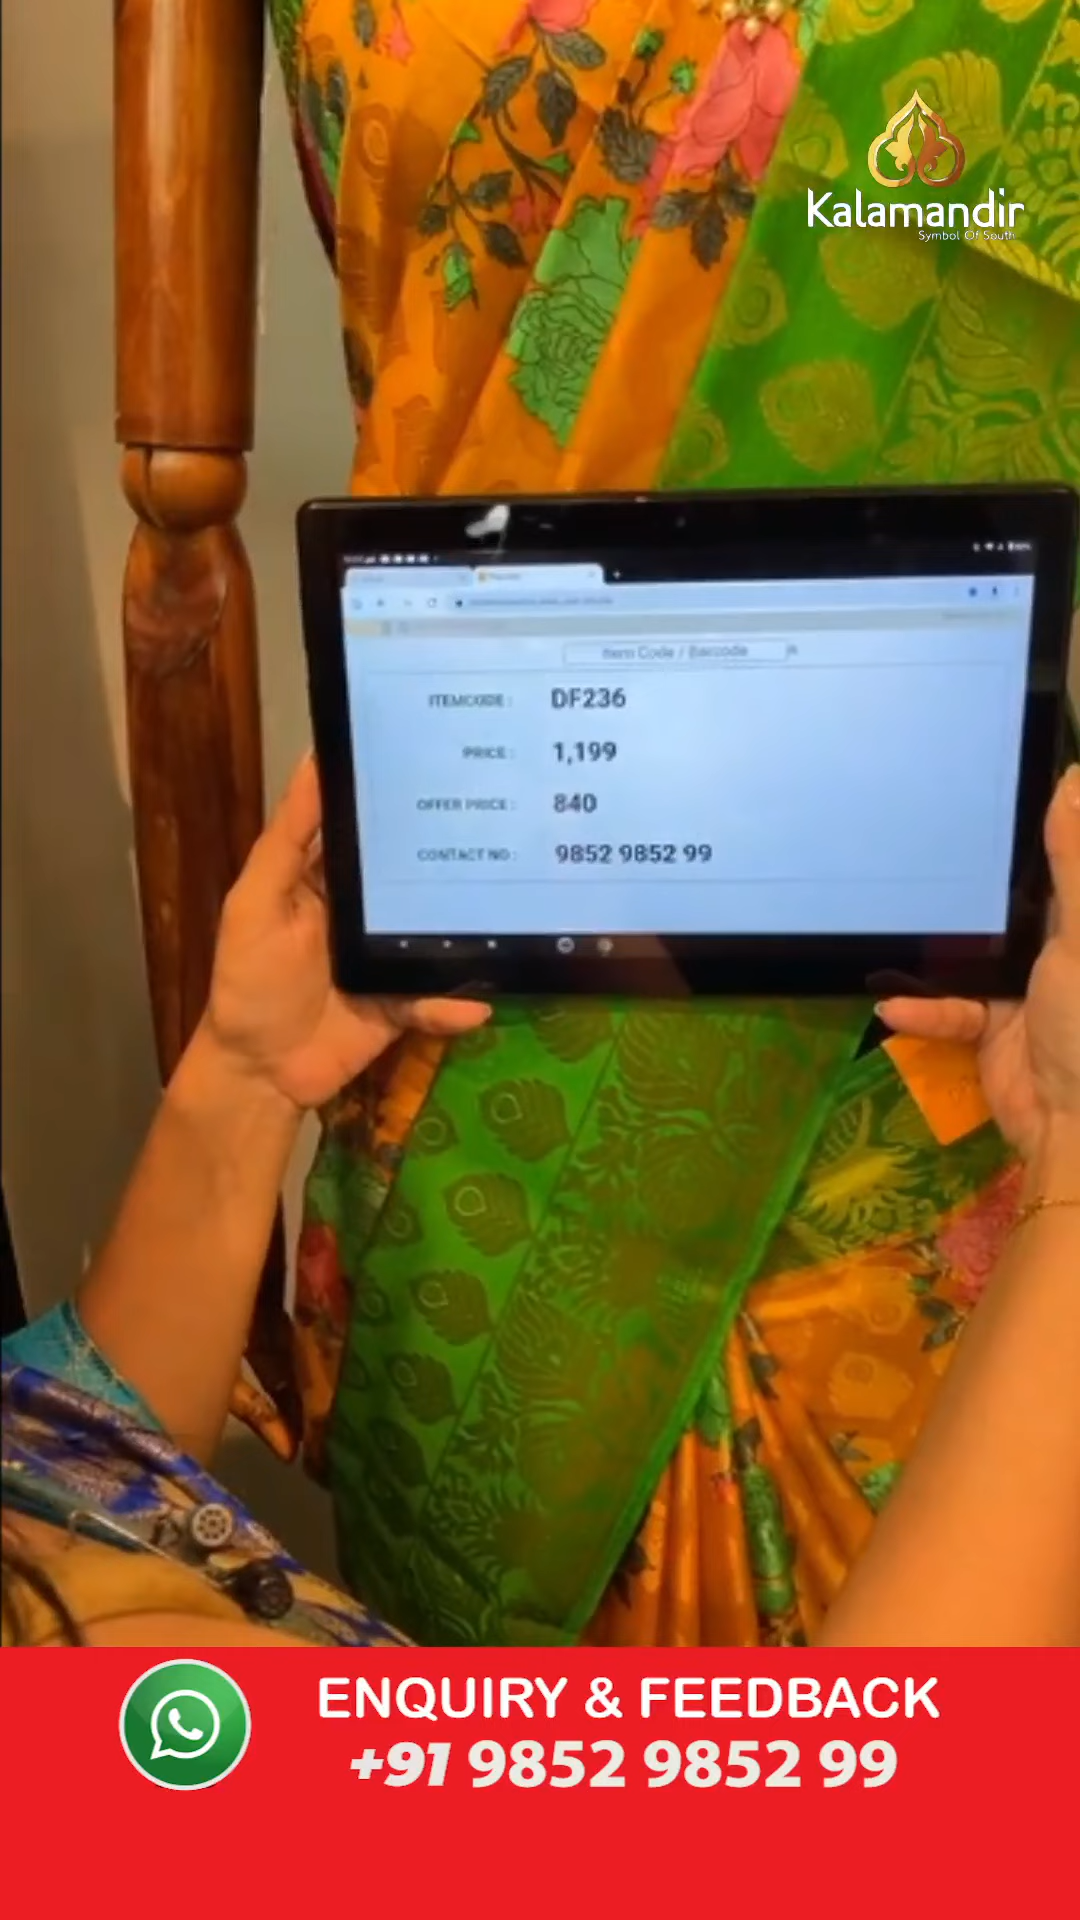 Kalamandir
Symbol Of South
Item Code / Barcode
ITEMCODE : DF236
PRICE : 1,199
OFFER PRICE : 840
CONTACT NO : 9852 9852 99
ENQUIRY & FEEDBACK
+91 9852 9852 99